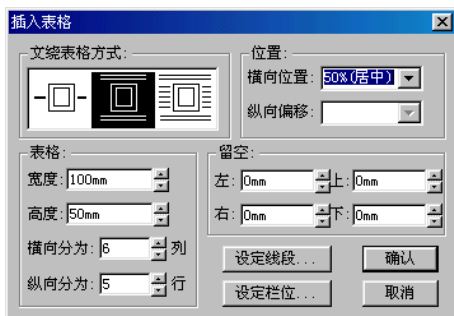 插入表格
文绕表格方式:
位置:
横向位置: 50%(居中)
纵向偏移:
表格:
宽度: 100mm
高度: 50mm
横向分为: 6 列
纵向分为: 5 行
留空:
左: 0mm 上: 0mm
右: 0mm 下: 0mm
设定线段... 确认
设定栏位... 取消